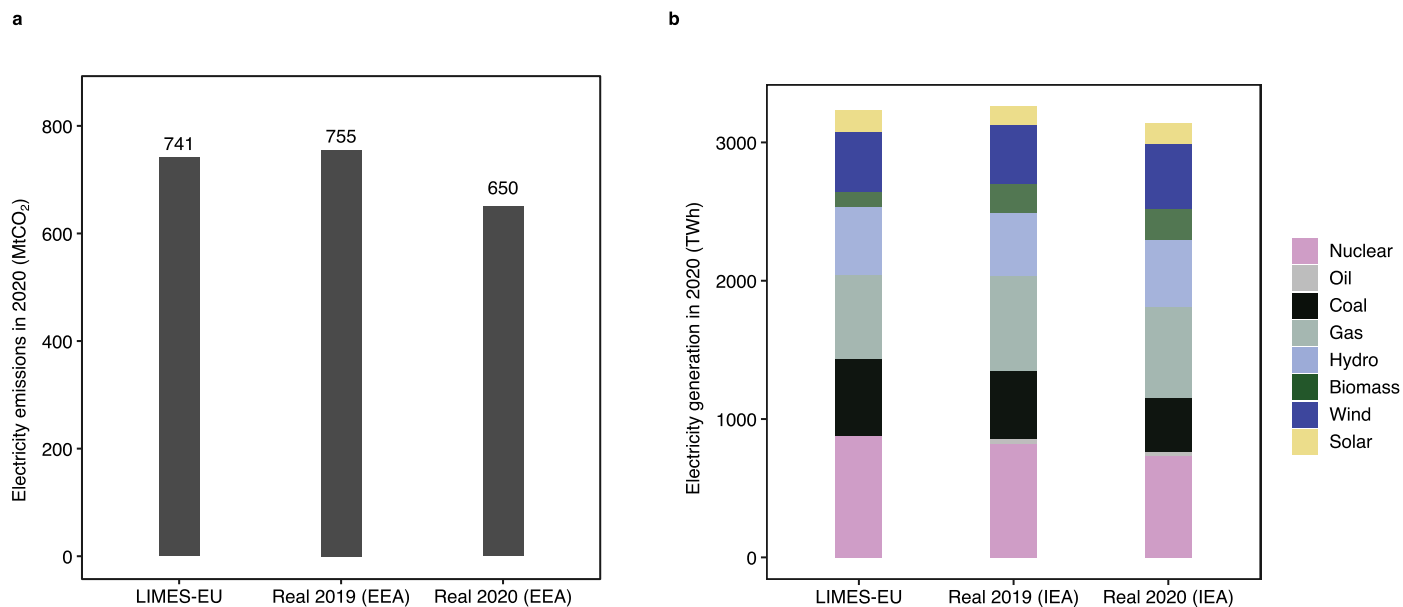 a
Electricity emissions in 2020 (MtCO₂)
800
600
400
200
0
741
755
650
LIMES-EU
Real 2019 (EEA)
Real 2020 (EEA)
b
Electricity generation in 2020 (TWh)
3000
2000
1000
0
LIMES-EU
Real 2019 (IEA)
Real 2020 (IEA)
Nuclear
Oil
Coal
Gas
Hydro
Biomass
Wind
Solar